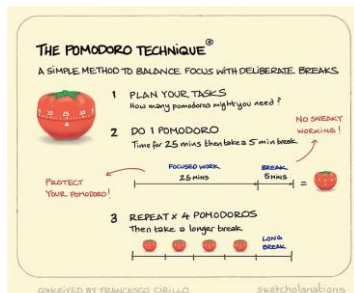 THE POMODORO TECHNIQUE®
A SIMPLE METHOD TO BALANCE FOCUS WITH DELIBERATE BREAKS
1 PLAN YOUR TASKS
How many pomodoros might you need?
2 DO 1 POMODORO
Time for 25 mins then take a 5 min break
NO SNEAKY
WORKING!
FOCUSED WORK
25 MINS
BREAK
5 MINS
=
PROTECT
YOUR POMODORO!
3 REPEAT x 4 POMODOROS
Then take a longer break
LONG
BREAK
CONCEIVED BY FRANCESCO CIRILLO
sketchplanations